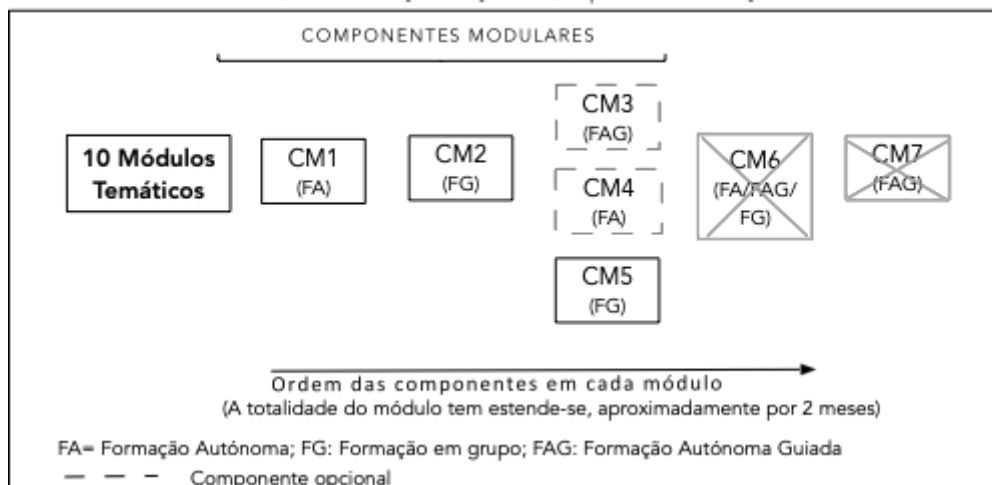 COMPONENTES MODULARES
10 Módulos
Temáticos
CM1
(FA)
CM2
(FG)
CM3
(FAG)
CM4
(FA)
CM5
(FG)
CM6
(FA/FAG/
FG)
CM7
(FAG)
Ordem das componentes em cada módulo
(A totalidade do módulo tem estende-se, aproximadamente por 2 meses)
FA= Formação Autónoma; FG: Formação em grupo; FAG: Formação Autónoma Guiada
Componente opcional